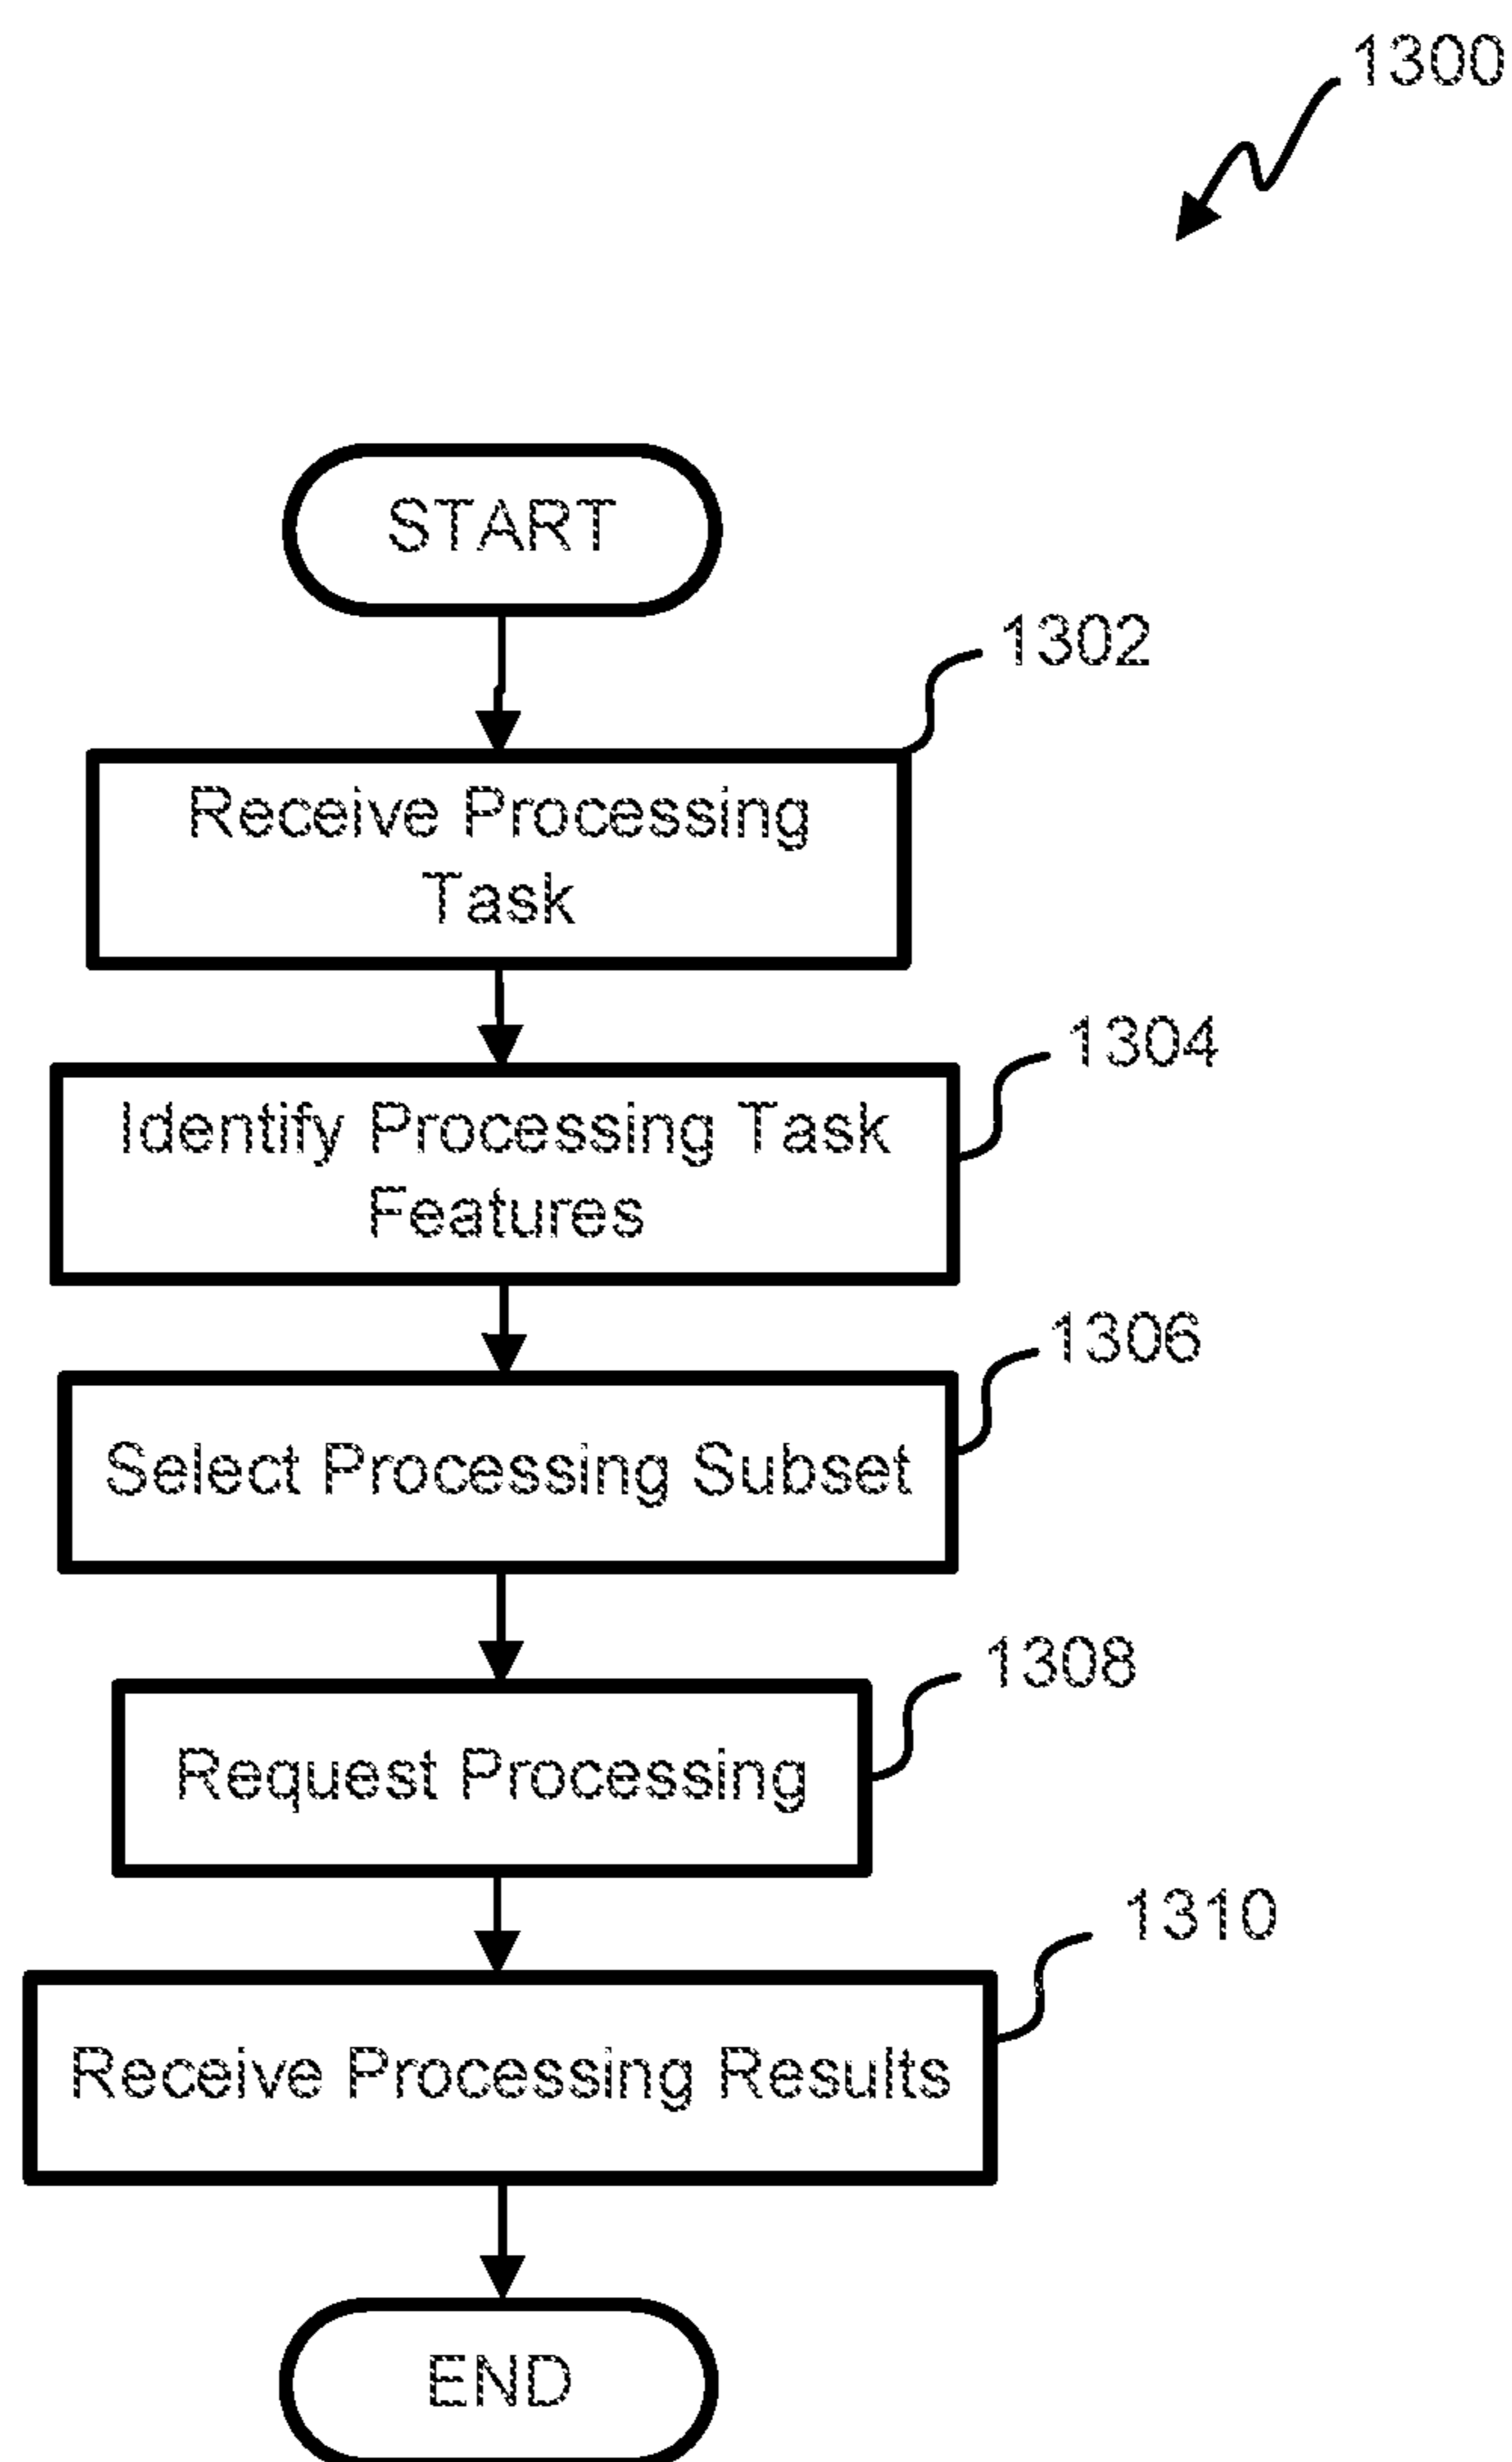 1300
START
1302
Receive Processing
Task
1304
Identify Processing Task
Features
1306
Select Processing Subset
1308
Request Processing
1310
Receive Processing Results
END